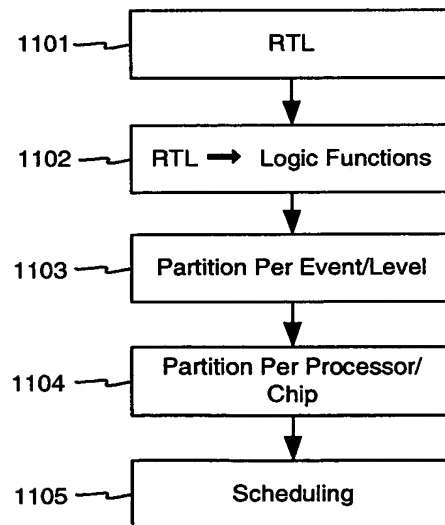 1101 RTL
1102 RTL → Logic Functions
1103 Partition Per Event/Level
1104 Partition Per Processor/
Chip
1105 Scheduling